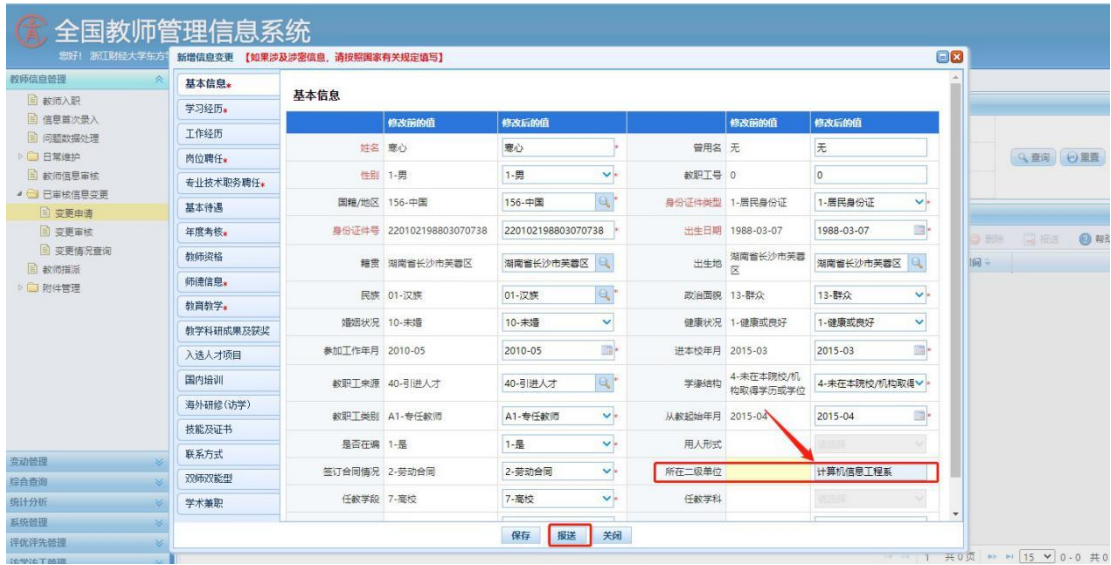 全国教师管理信息系统
您好! 浙江财经大学东方
新增信息变更 【如果涉及涉密信息, 请按照国家有关规定填写】
教师信息管理
教师入职
信息首次录入
问题数据处理
日常维护
教师信息审核
已审核信息变更
变更申请
变更审核
变更情况查询
教师指派
附件管理
变动管理
综合查询
统计分析
系统管理
评优评先管理
基本信息*
学习经历*
工作经历
岗位聘任*
专业技术职务聘任*
基本待遇
年度考核*
教师资格
师德信息*
教育教学*
教学科研成果及获奖
入选人才项目
国内培训
海外研修(访学)
技能及证书
联系方式
双师双能型
学术兼职
基本信息
修改前的值 修改后的值 修改前的值 修改后的值
姓名 寒心 寒心 * 曾用名 无 无
性别 1-男 1-男 * 教职工号 0 0
国籍/地区 156-中国 156-中国 * 身份证件类型 1-居民身份证 1-居民身份证 *
身份证件号 220102198803070738 220102198803070738 * 出生日期 1988-03-07 1988-03-07 *
籍贯 湖南省长沙市芙蓉区 湖南省长沙市芙蓉区 出生地 湖南省长沙市芙蓉区 湖南省长沙市芙蓉区
民族 01-汉族 01-汉族 * 政治面貌 13-群众 13-群众 *
婚姻状况 10-未婚 10-未婚 健康状况 1-健康或良好 1-健康或良好 *
参加工作年月 2010-05 2010-05 * 进本校年月 2015-03 2015-03 *
教职工来源 40-引进人才 40-引进人才 * 学缘结构 4-未在本院校/机构取得学历或学位 4-未在本院校/机构取得 *
教职工类别 A1-专任教师 A1-专任教师 * 从教起始年月 2015-04 2015-04 *
是否在编 1-是 1-是 * 用人形式 请选择
签订合同情况 2-劳动合同 2-劳动合同 * 所在二级单位 计算机信息工程系
任教学段 7-高校 7-高校 * 任教学科 请选择
保存 报送 关闭
查询 重置
删除 报送 帮助
1 共0页 15 0 - 0 共0